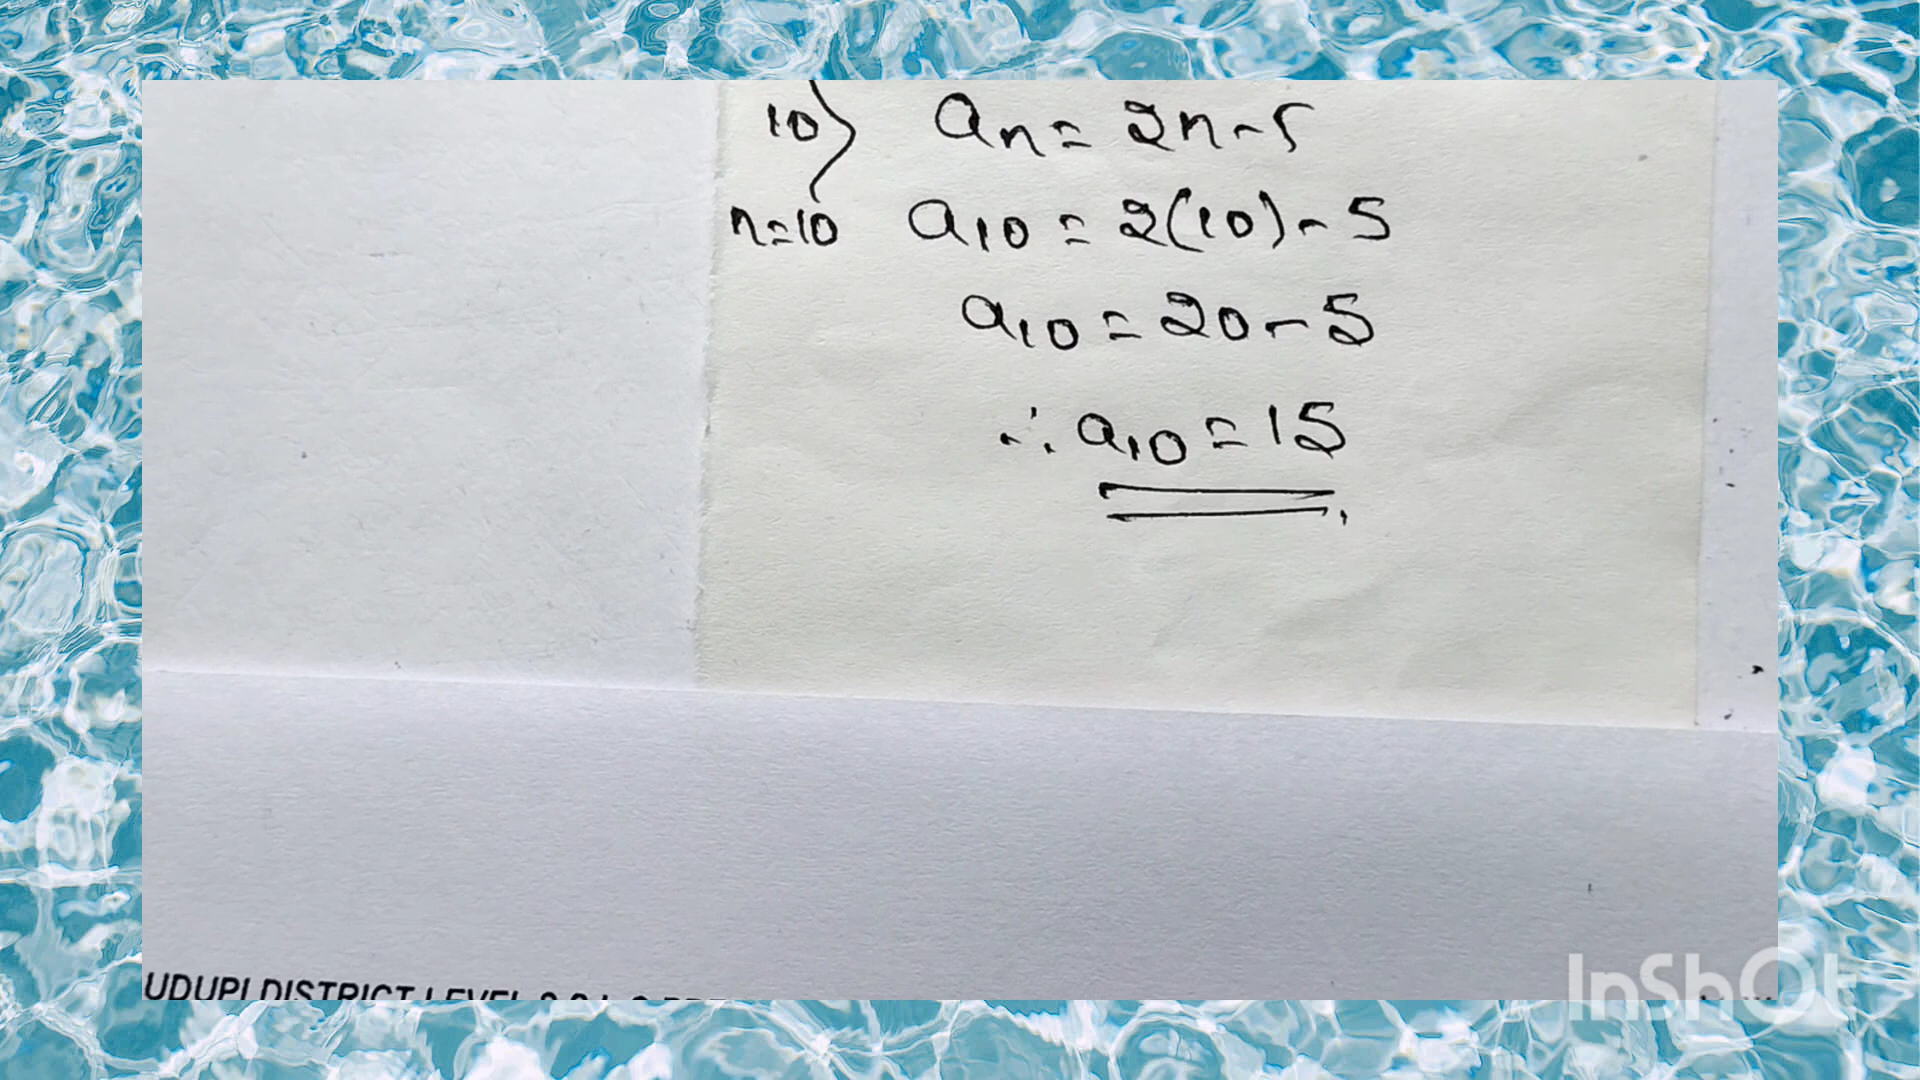 10) an = 2n - 5
n=10 a10 = 2(10) - 5
a10 = 20 - 5
∴ a10 = 15
UDUPI DISTRICT LEVEL
InShOt